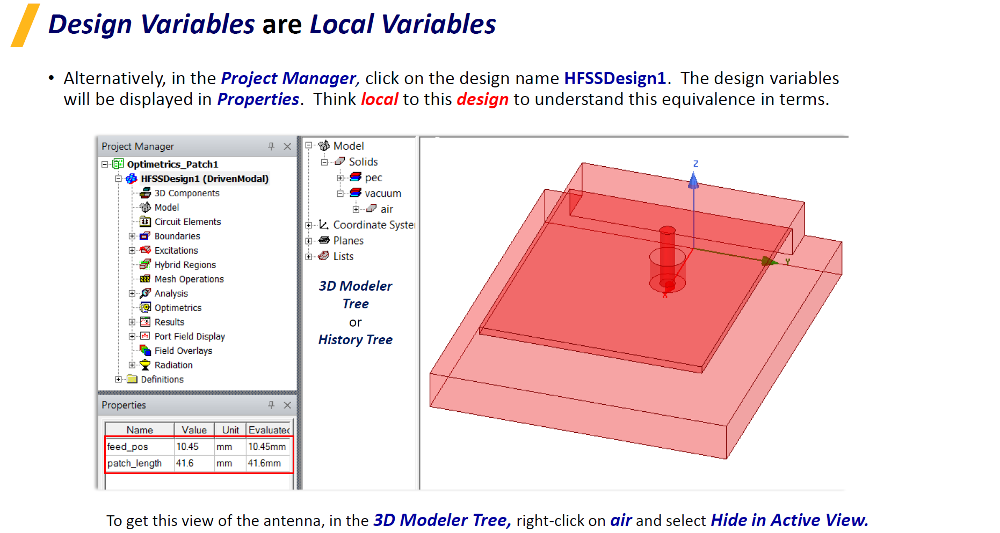 Design Variables are Local Variables
• Alternatively, in the Project Manager, click on the design name HFSSDesign1. The design variables
will be displayed in Properties. Think local to this design to understand this equivalence in terms.
Project Manager
Optimetrics_Patch1
HFSSDesign1 (DrivenModal)
3D Components
Model
Circuit Elements
Boundaries
Excitations
Hybrid Regions
Mesh Operations
Analysis
Optimetrics
Results
Port Field Display
Field Overlays
Radiation
Definitions
Properties
Name Value Unit Evaluated
feed_pos 10.45 mm 10.45mm
patch_length 41.6 mm 41.6mm
Model
Solids
pec
vacuum
air
Coordinate System
Planes
Lists
3D Modeler
Tree
or
History Tree
Z
Y
X
To get this view of the antenna, in the 3D Modeler Tree, right-click on air and select Hide in Active View.